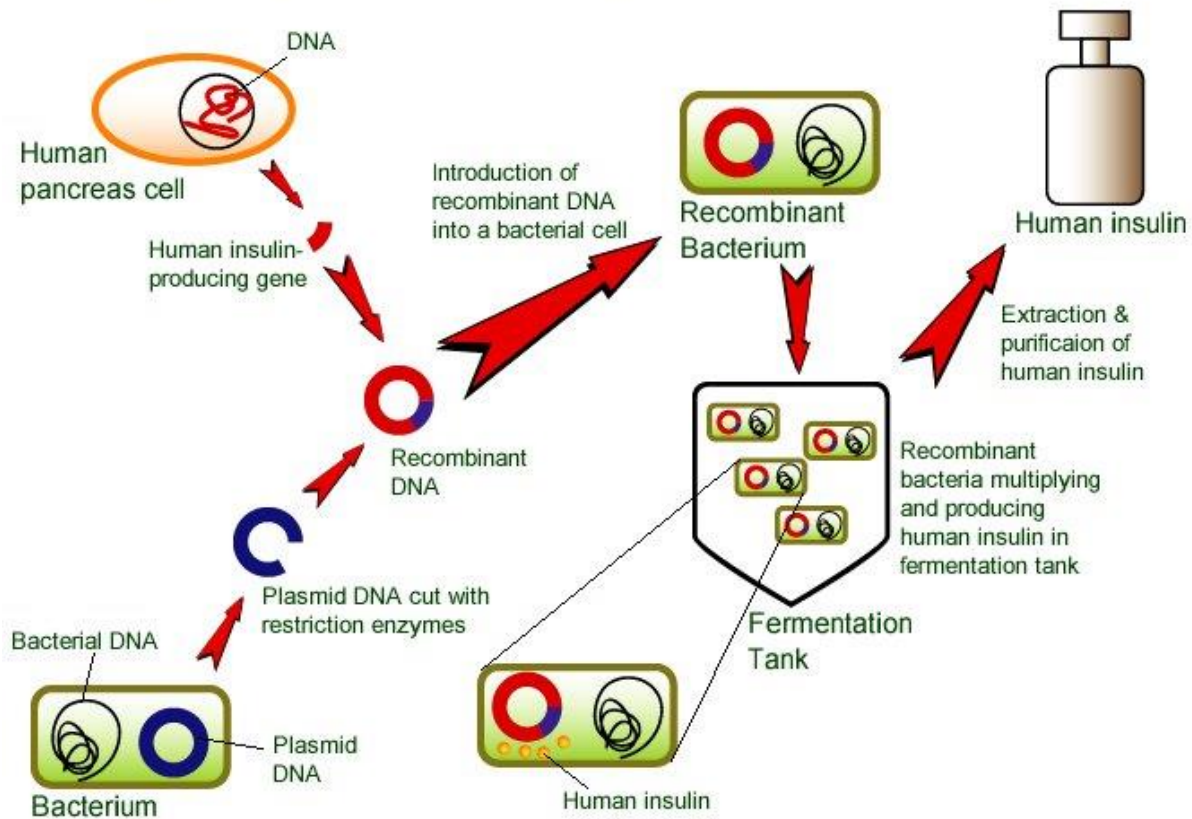 DNA
Human
pancreas cell
Human insulin-
producing gene
Introduction of
recombinant DNA
into a bacterial cell
Recombinant
Bacterium
Human insulin
Extraction &
purificaion of
human insulin
Recombinant
DNA
Recombinant
bacteria multiplying
and producing
human insulin in
fermentation tank
Plasmid DNA cut with
restriction enzymes
Fermentation
Tank
Bacterial DNA
Plasmid
DNA
Bacterium
Human insulin